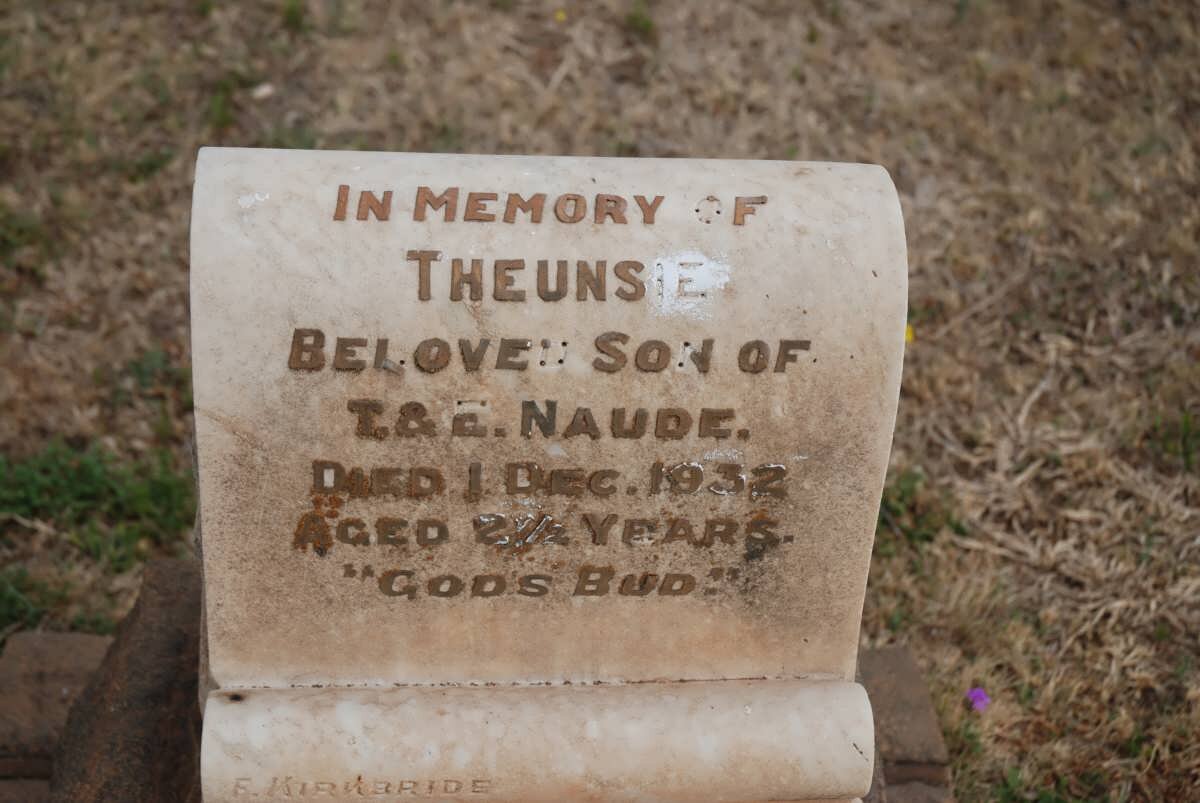 IN MEMORY OF
THEUNSIE
BELOVED SON OF
T. & E. NAUDE.
DIED 1 DEC. 1932
AGED 2½ YEARS.
"GOD'S BUD."
F. KIRKBRIDE